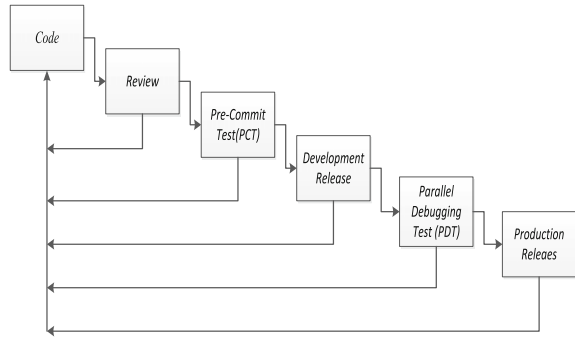 Code
Review
Pre-Commit
Test(PCT)
Development
Release
Parallel
Debugging
Test (PDT)
Production
Releaes